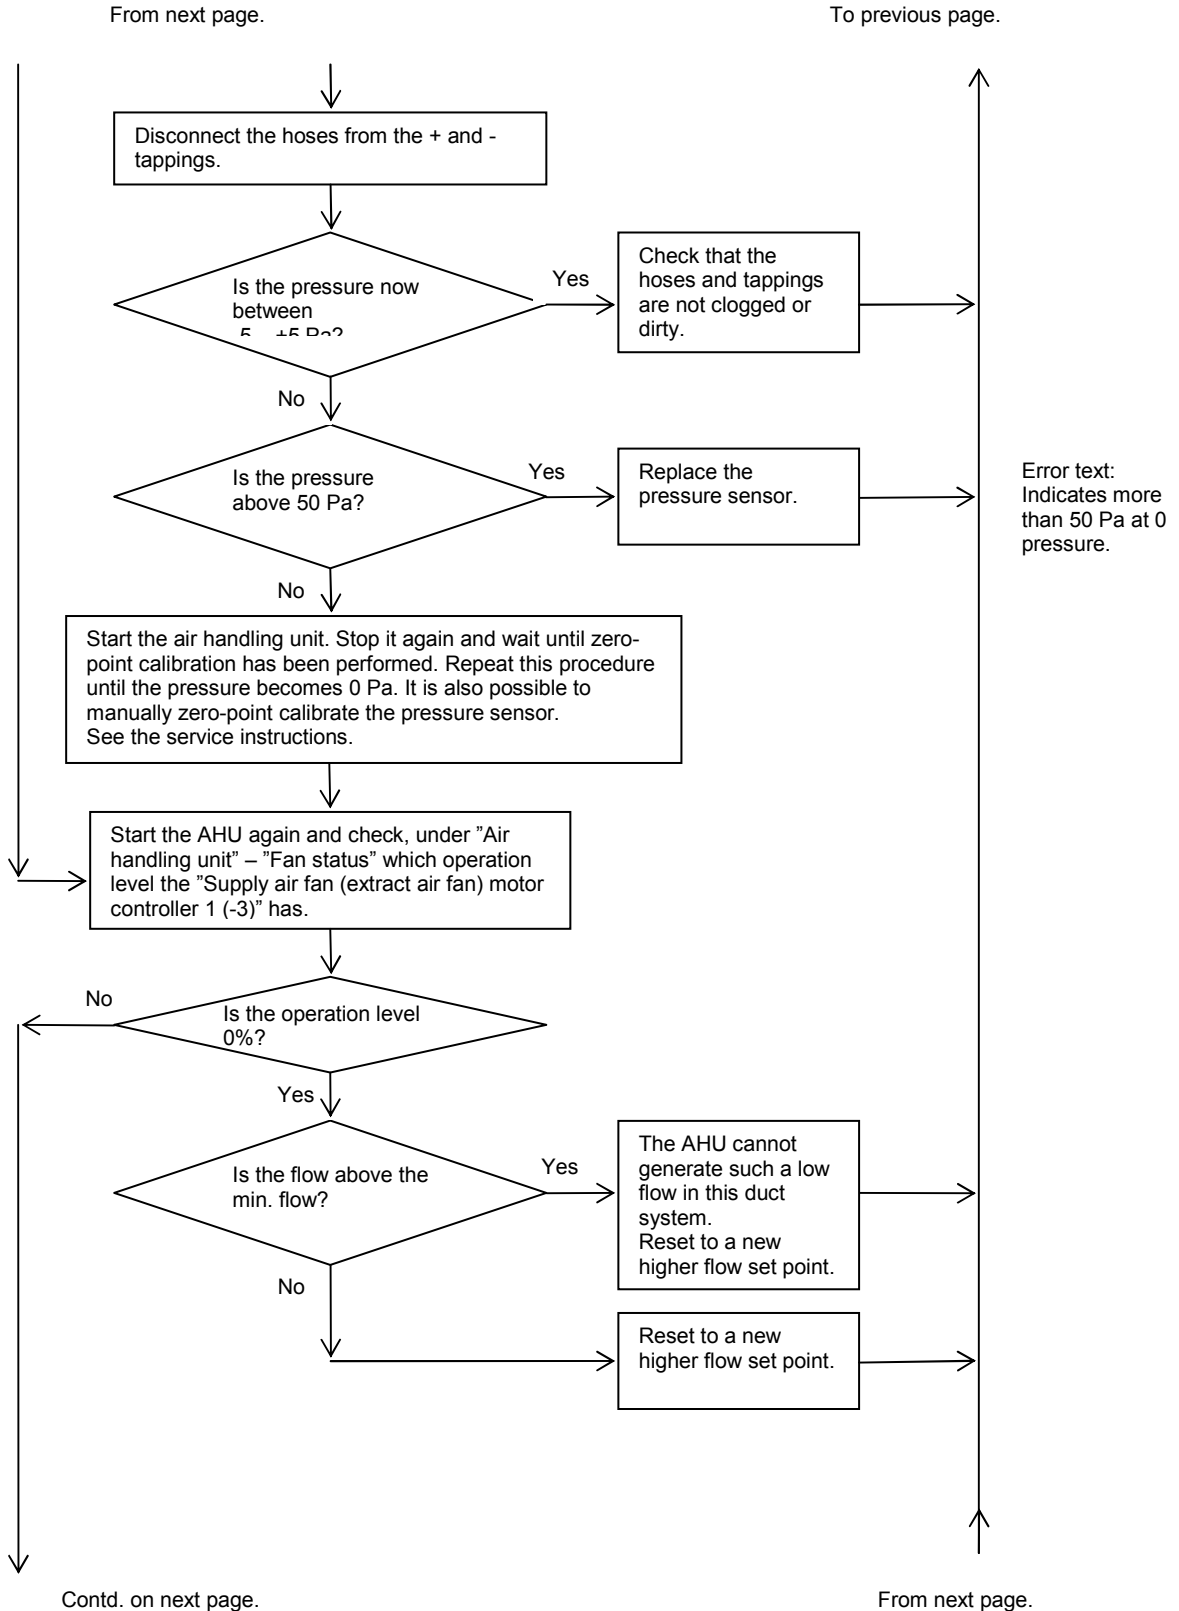 From next page.
To previous page.
Disconnect the hoses from the + and -
tappings.
Is the pressure now
between
Yes
Check that the
hoses and tappings
are not clogged or
dirty.
No
Is the pressure
above 50 Pa?
Yes
Replace the
pressure sensor.
Error text:
Indicates more
than 50 Pa at 0
pressure.
No
Start the air handling unit. Stop it again and wait until zero-
point calibration has been performed. Repeat this procedure
until the pressure becomes 0 Pa. It is also possible to
manually zero-point calibrate the pressure sensor.
See the service instructions.
Start the AHU again and check, under ”Air
handling unit” – ”Fan status” which operation
level the ”Supply air fan (extract air fan) motor
controller 1 (-3)” has.
No
Is the operation level
0%?
Yes
Is the flow above the
min. flow?
Yes
The AHU cannot
generate such a low
flow in this duct
system.
Reset to a new
higher flow set point.
No
Reset to a new
higher flow set point.
Contd. on next page.
From next page.